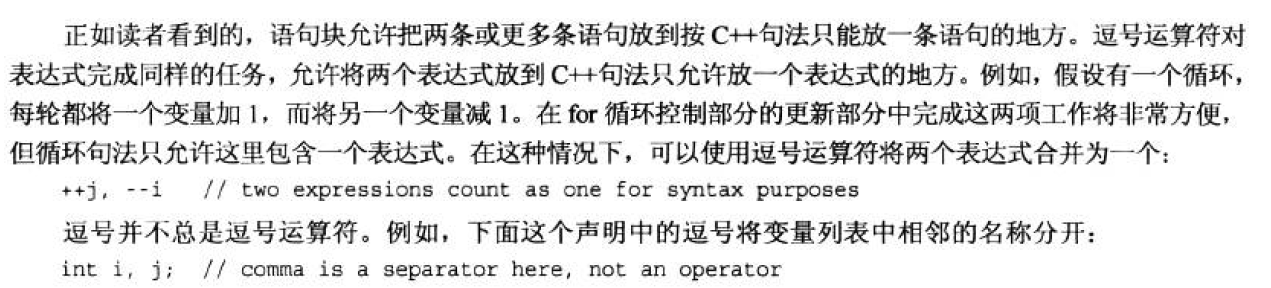 正如读者看到的，语句块允许把两条或更多条语句放到按 C++句法只能放一条语句的地方。逗号运算符对
表达式完成同样的任务，允许将两个表达式放到 C++句法只允许放一个表达式的地方。例如，假设有一个循环，
每轮都将一个变量加 1，而将另一个变量减 1。在 for 循环控制部分的更新部分中完成这两项工作将非常方便，
但循环句法只允许这里包含一个表达式。在这种情况下，可以使用逗号运算符将两个表达式合并为一个：
++j, --i // two expressions count as one for syntax purposes
逗号并不总是逗号运算符。例如，下面这个声明中的逗号将变量列表中相邻的名称分开：
int i, j; // comma is a separator here, not an operator